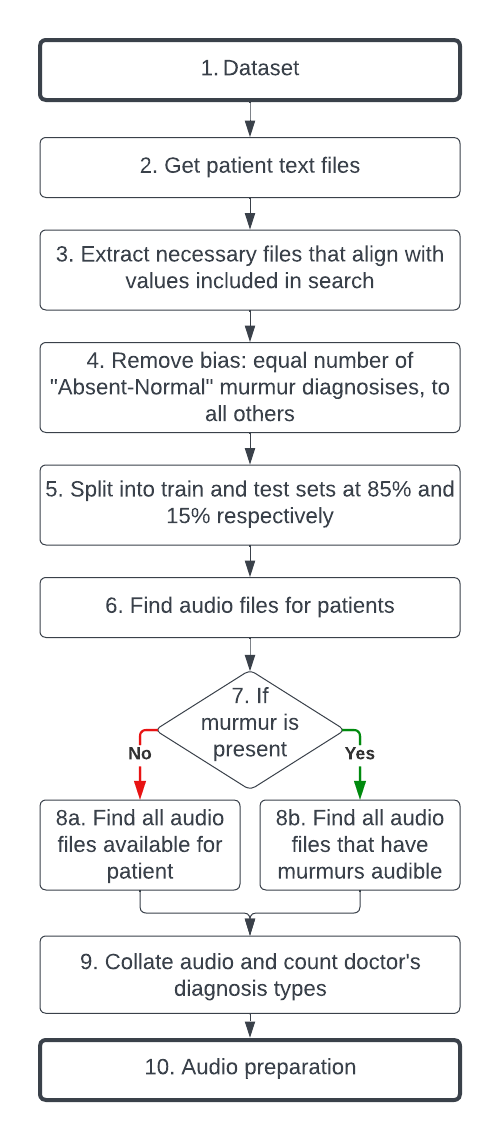 1. Dataset
2. Get patient text files
3. Extract necessary files that align with
values included in search
4. Remove bias: equal number of
"Absent-Normal" murmur diagnosises, to
all others
5. Split into train and test sets at 85% and
15% respectively
6. Find audio files for patients
7. If
murmur is
present
No
Yes
8a. Find all audio
files available for
patient
8b. Find all audio
files that have
murmurs audible
9. Collate audio and count doctor's
diagnosis types
10. Audio preparation